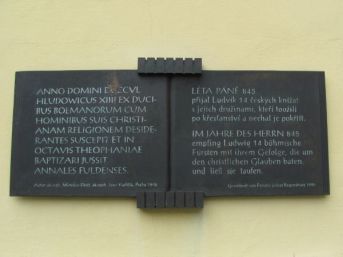 ANNO DOMINI DCCCVL
HLUDOWICUS XIIII EX DUCI-
BUS BOEMANORUM CUM
HOMINIBUS SUIS CHRISTI-
ANAM RELIGIONEM DESIDE-
RANTES SUSCEPIT ET IN
OCTAVIS THEOPHANIAE
BAPTIZARI JUSSIT
ANNALES FULDENSES.
LÉTA PÁNĚ 845
přijal Ludvík 14 českých knížat
s jejich družinami, kteří toužili
po křesťanství a nechal je pokřtít.
IM JAHRE DES HERRN 845
empfing Ludwig 14 böhmische
Fürsten mit ihrem Gefolge, die um
den christlichen Glauben baten,
und ließ sie taufen.